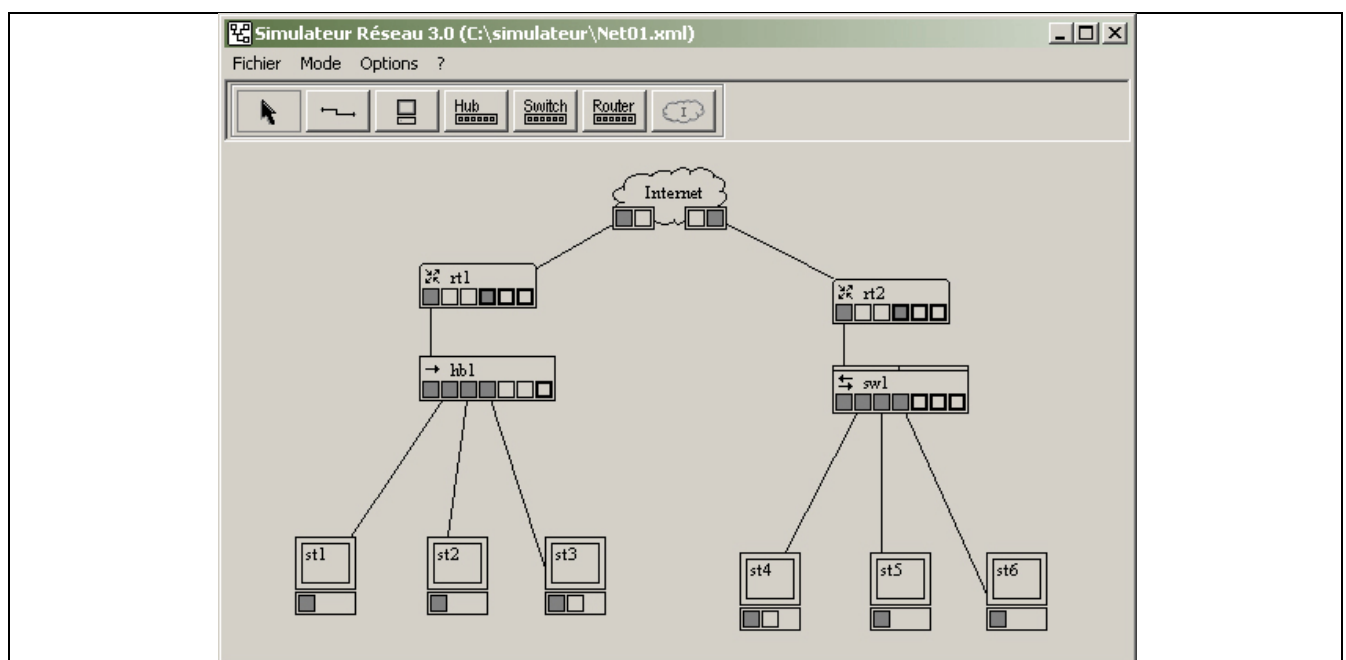 Simulateur Réseau 3.0 (C:\simulateur\Net01.xml)
Fichier Mode Options ?
Hub Switch Router I
Internet
rt1
rt2
hb1
sw1
st1 st2 st3
st4 st5 st6